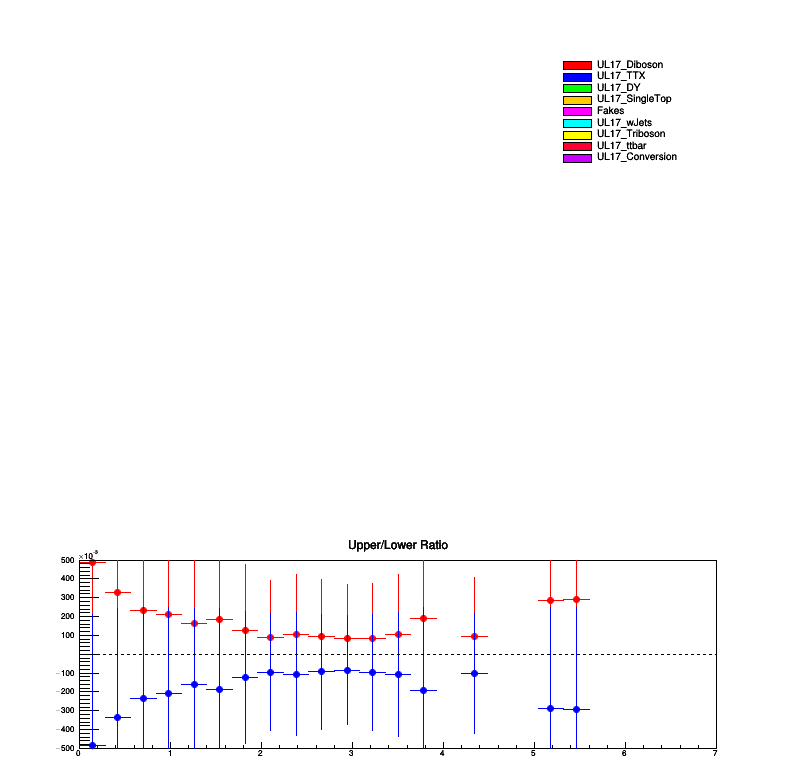 UL17_Diboson
UL17_TTX
UL17_DY
UL17_SingleTop
Fakes
UL17_wJets
UL17_Triboson
UL17_ttbar
UL17_Conversion
Upper/Lower Ratio
×10⁻³
500
400
300
200
100
−100
−200
−300
−400
−500
0 1 2 3 4 5 6 7